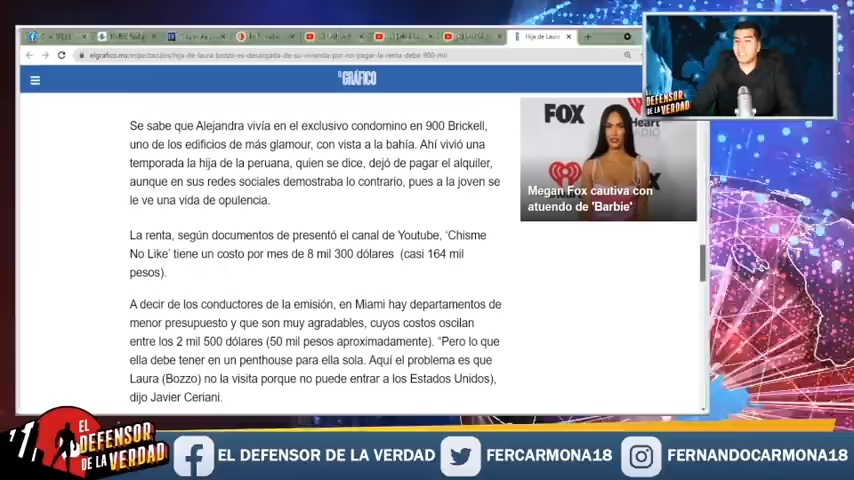 Hija de Laura
elgrafico.mx/espectaculos/hija-de-laura-bozzo-es-desalojada-de-su-vivienda-por-no-pagar-la-renta-debe-900-mil
EL GRÁFICO
Se sabe que Alejandra vivía en el exclusivo condomino en 900 Brickell,
uno de los edificios de más glamour, con vista a la bahía. Ahí vivió una
temporada la hija de la peruana, quien se dice, dejó de pagar el alquiler,
aunque en sus redes sociales demostraba lo contrario, pues a la joven se
le ve una vida de opulencia.
La renta, según documentos de presentó el canal de Youtube, ‘Chisme
No Like’ tiene un costo por mes de 8 mil 300 dólares (casi 164 mil
pesos).
A decir de los conductores de la emisión, en Miami hay departamentos de
menor presupuesto y que son muy agradables, cuyos costos oscilan
entre los 2 mil 500 dólares (50 mil pesos aproximadamente). “Pero lo que
ella debe tener en un penthouse para ella sola. Aquí el problema es que
Laura (Bozzo) no la visita porque no puede entrar a los Estados Unidos),
dijo Javier Ceriani.
FOX
Heart
RADIO
Megan Fox cautiva con
atuendo de 'Barbie'
EL
DEFENSOR
DE LA VERDAD
EL
DEFENSOR
DE LA VERDAD
EL DEFENSOR DE LA VERDAD
FERCARMONA18
FERNANDOCARMONA18